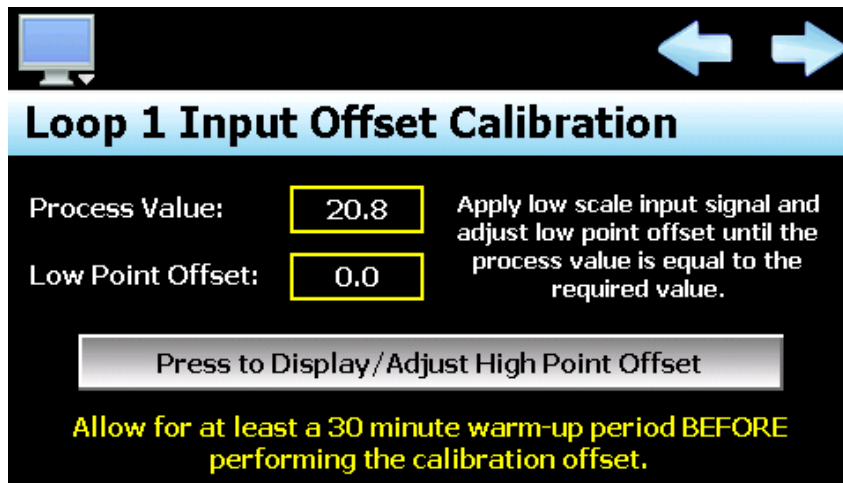 Loop 1 Input Offset Calibration
Process Value:
20.8
Apply low scale input signal and
adjust low point offset until the
process value is equal to the
required value.
Low Point Offset:
0.0
Press to Display/Adjust High Point Offset
Allow for at least a 30 minute warm-up period BEFORE
performing the calibration offset.